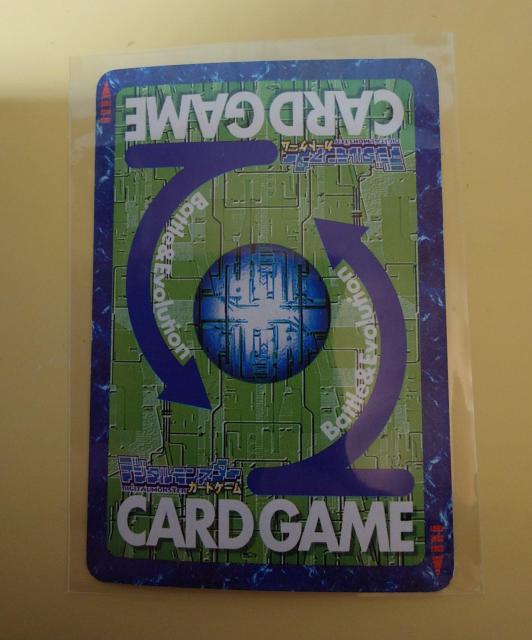 CARD GAME
デジタルモンスター
DIGITALMONSTER
カードゲーム
Battle&Evolution
Battle&Evolution
デジタルモンスター
DIGITALMONSTER
カードゲーム
CARD GAME